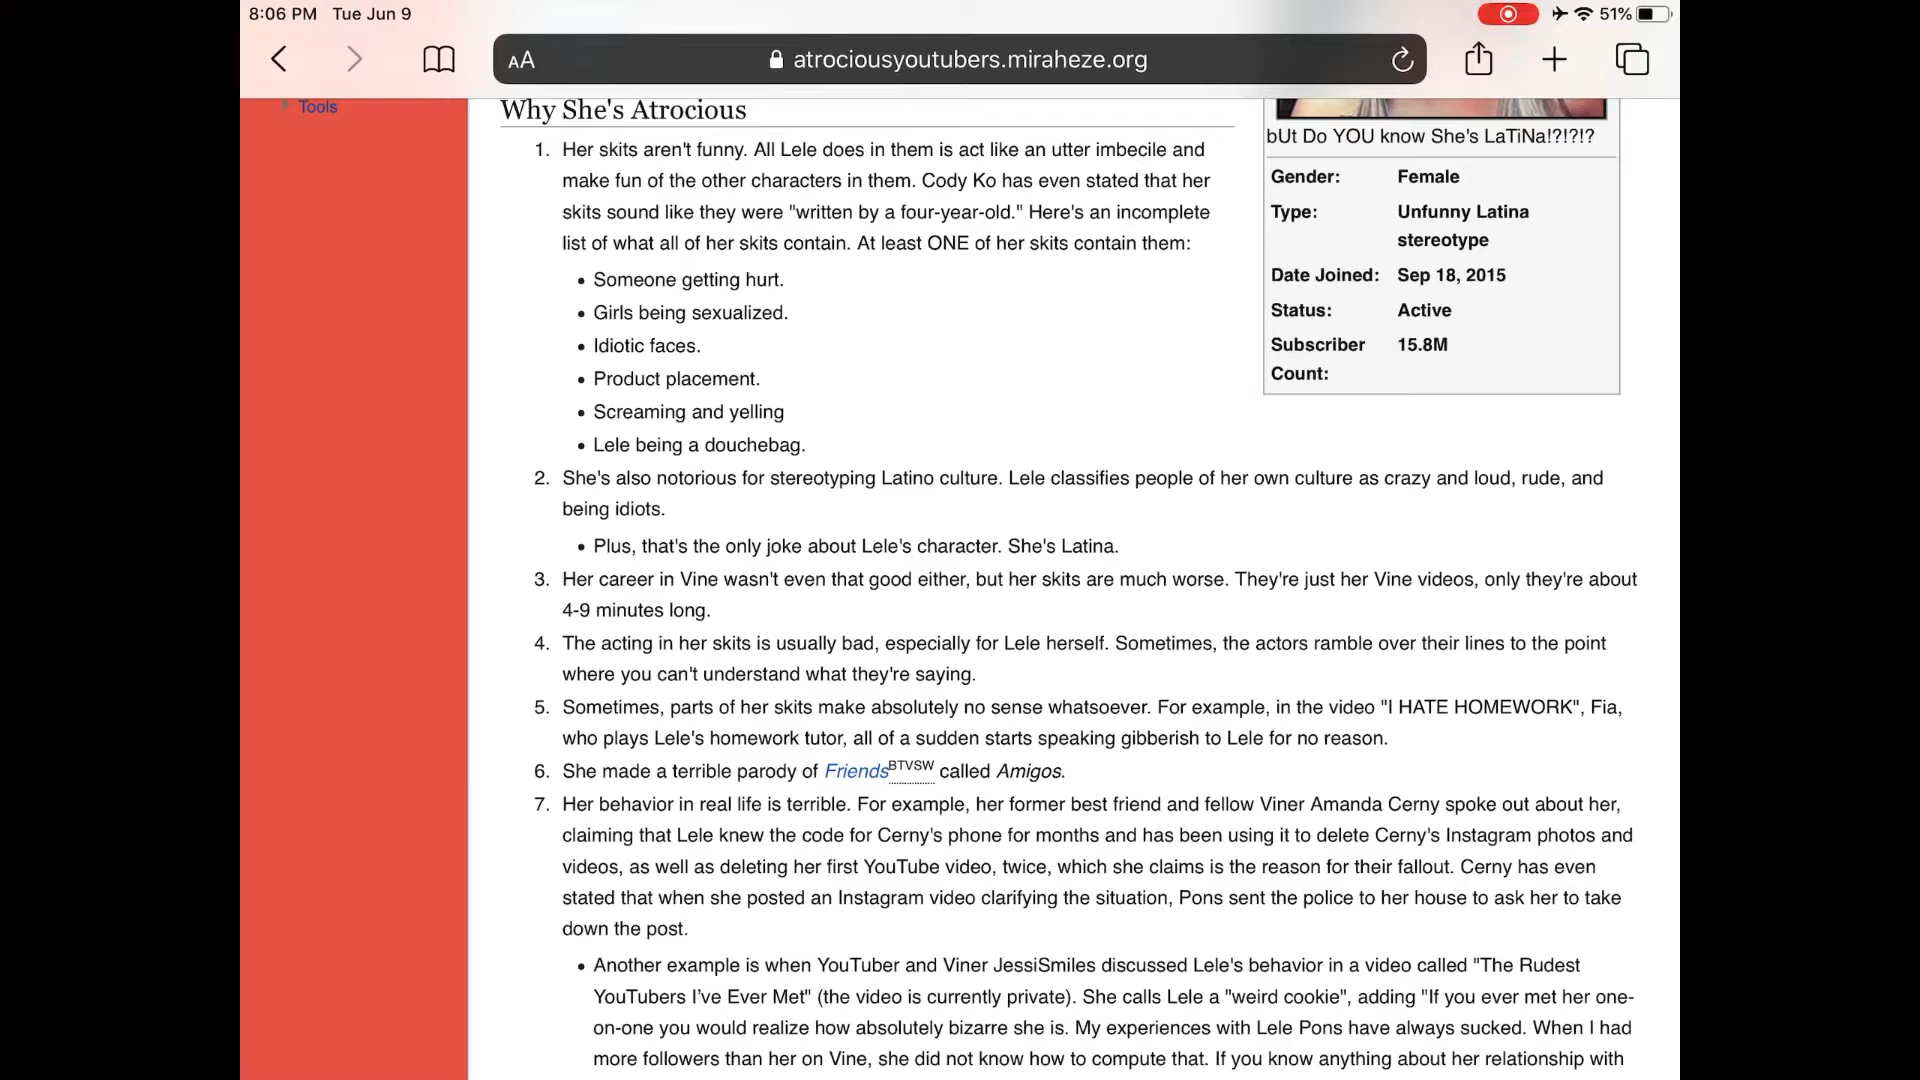 8:06 PM Tue Jun 9
51%
AA
atrociousyoutubers.miraheze.org
Tools
Why She's Atrocious
1. Her skits aren't funny. All Lele does in them is act like an utter imbecile and
make fun of the other characters in them. Cody Ko has even stated that her
skits sound like they were "written by a four-year-old." Here's an incomplete
list of what all of her skits contain. At least ONE of her skits contain them:
• Someone getting hurt.
• Girls being sexualized.
• Idiotic faces.
• Product placement.
• Screaming and yelling
• Lele being a douchebag.
2. She's also notorious for stereotyping Latino culture. Lele classifies people of her own culture as crazy and loud, rude, and
being idiots.
• Plus, that's the only joke about Lele's character. She's Latina.
3. Her career in Vine wasn't even that good either, but her skits are much worse. They're just her Vine videos, only they're about
4-9 minutes long.
4. The acting in her skits is usually bad, especially for Lele herself. Sometimes, the actors ramble over their lines to the point
where you can't understand what they're saying.
5. Sometimes, parts of her skits make absolutely no sense whatsoever. For example, in the video "I HATE HOMEWORK", Fia,
who plays Lele's homework tutor, all of a sudden starts speaking gibberish to Lele for no reason.
6. She made a terrible parody of FriendsBTVSW called Amigos.
7. Her behavior in real life is terrible. For example, her former best friend and fellow Viner Amanda Cerny spoke out about her,
claiming that Lele knew the code for Cerny's phone for months and has been using it to delete Cerny's Instagram photos and
videos, as well as deleting her first YouTube video, twice, which she claims is the reason for their fallout. Cerny has even
stated that when she posted an Instagram video clarifying the situation, Pons sent the police to her house to ask her to take
down the post.
• Another example is when YouTuber and Viner JessiSmiles discussed Lele's behavior in a video called "The Rudest
YouTubers I've Ever Met" (the video is currently private). She calls Lele a "weird cookie", adding "If you ever met her one-
on-one you would realize how absolutely bizarre she is. My experiences with Lele Pons have always sucked. When I had
more followers than her on Vine, she did not know how to compute that. If you know anything about her relationship with
bUt Do YOU know She's LaTiNa!?!?!?
Gender: Female
Type: Unfunny Latina
stereotype
Date Joined: Sep 18, 2015
Status: Active
Subscriber 15.8M
Count: